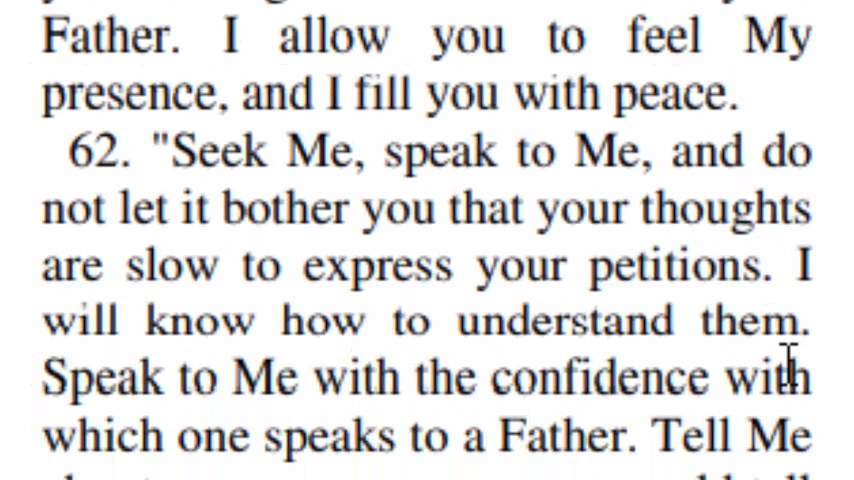 Father. I allow you to feel My
presence, and I fill you with peace.
62. "Seek Me, speak to Me, and do
not let it bother you that your thoughts
are slow to express your petitions. I
will know how to understand them.
Speak to Me with the confidence with
which one speaks to a Father. Tell Me